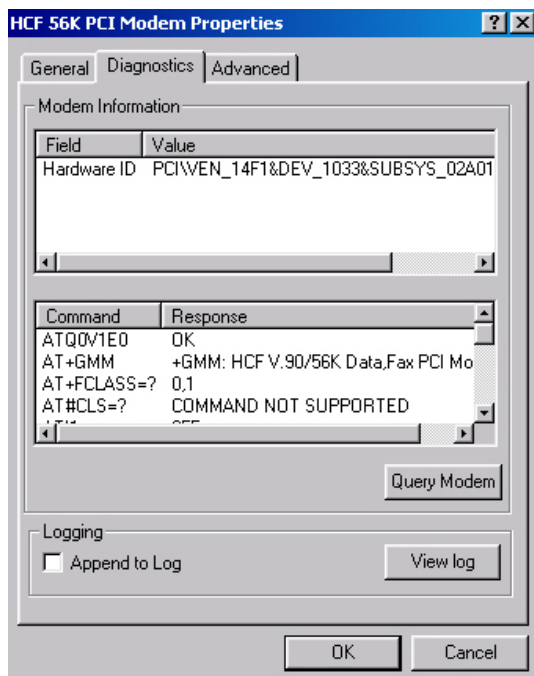 HCF 56K PCI Modem Properties
General Diagnostics Advanced
Modem Information
Field Value
Hardware ID PCI\VEN_14F1&DEV_1033&SUBSYS_02A01
Command Response
ATQ0V1E0 OK
AT+GMM +GMM: HCF V.90/56K Data,Fax PCI Mo
AT+FCLASS=? 0,1
AT#CLS=? COMMAND NOT SUPPORTED
Query Modem
Logging
Append to Log View log
OK Cancel